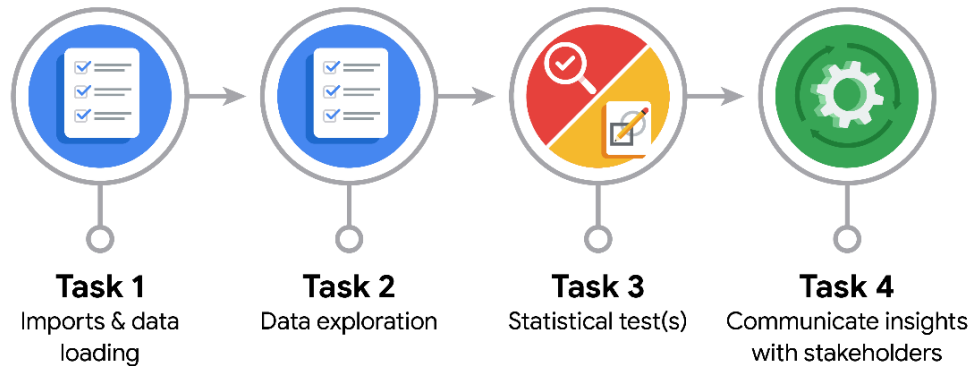 Task 1
Imports & data
loading
Task 2
Data exploration
Task 3
Statistical test(s)
Task 4
Communicate insights
with stakeholders